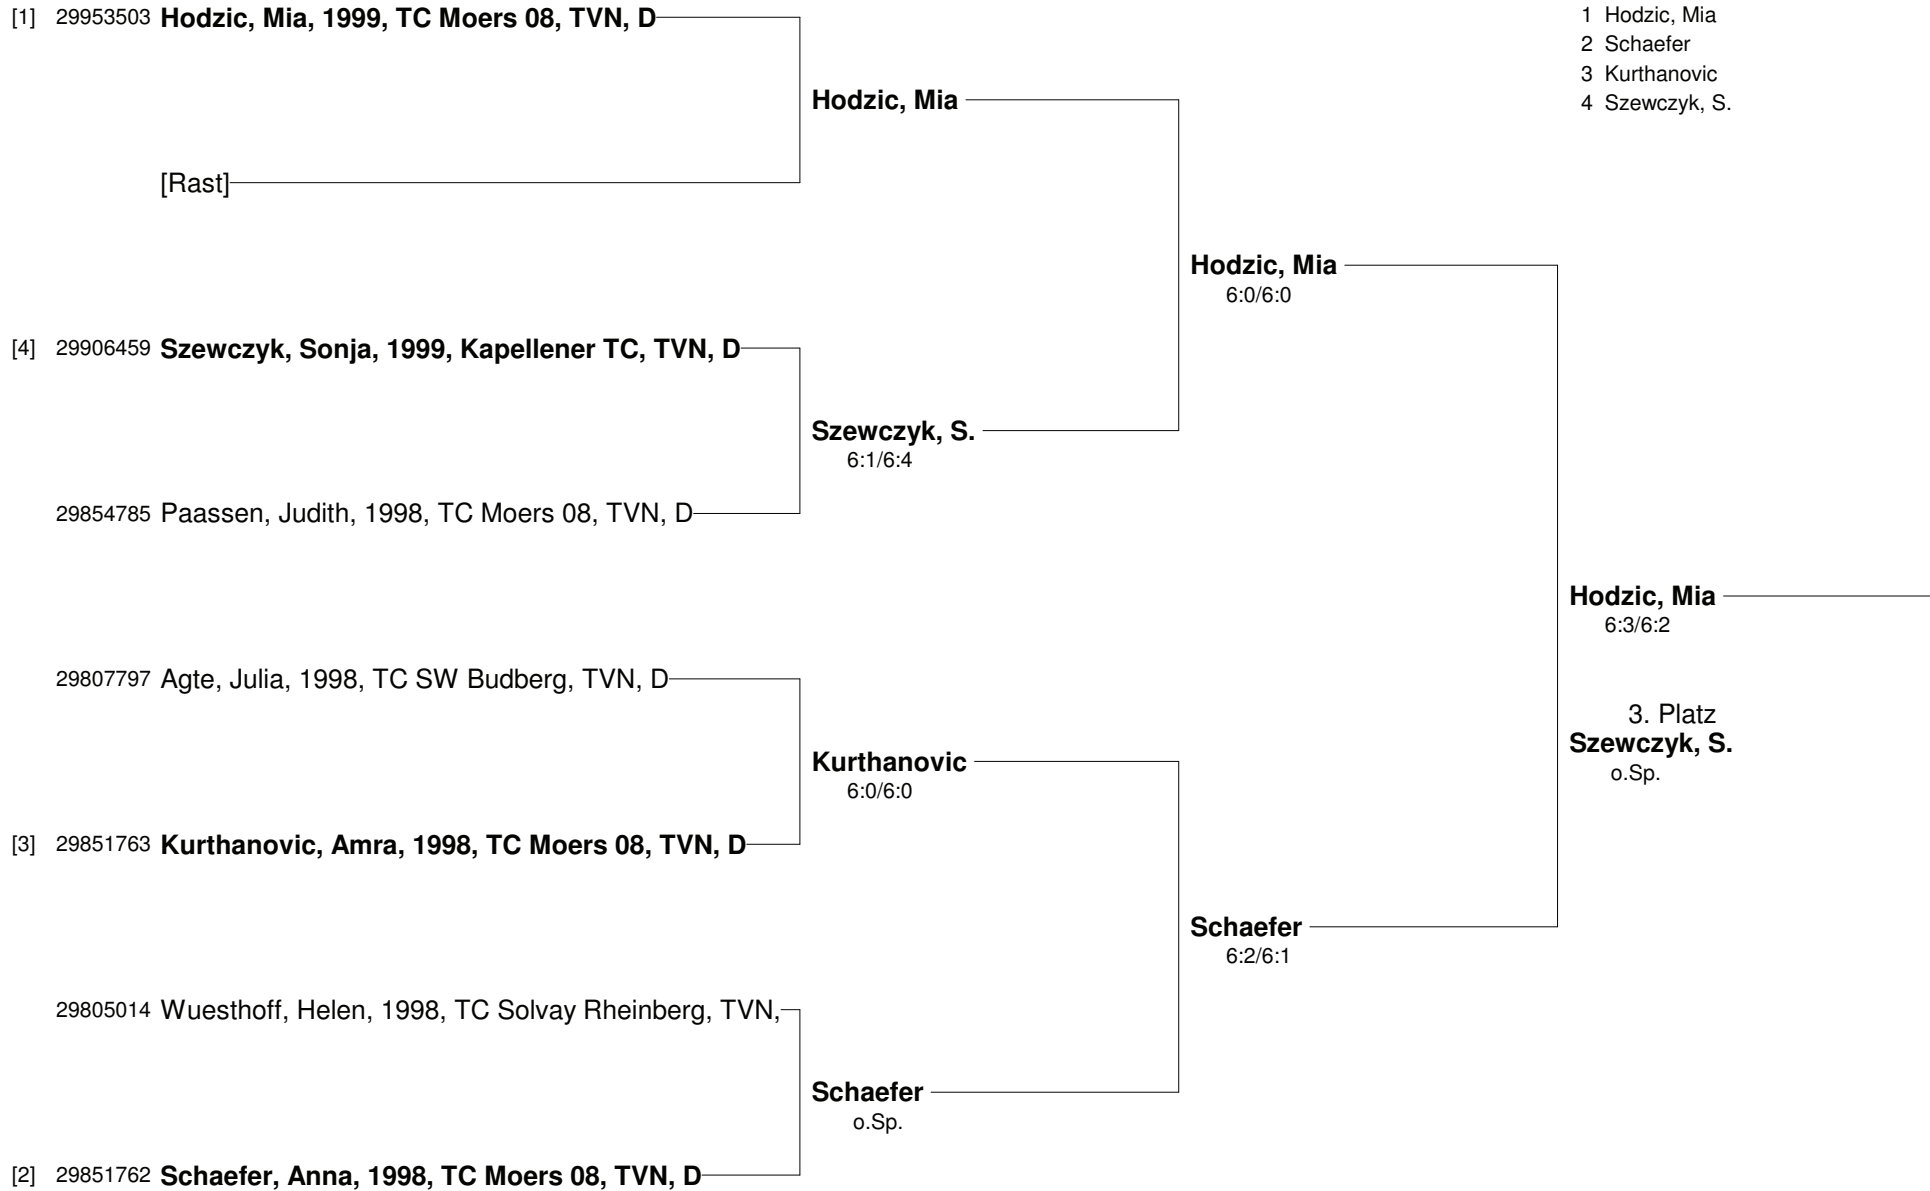 [1] 29953503 Hodzic, Mia, 1999, TC Moers 08, TVN, D
1 Hodzic, Mia
2 Schaefer
3 Kurthanovic
4 Szewczyk, S.
Hodzic, Mia
[Rast]
Hodzic, Mia
6:0/6:0
[4] 29906459 Szewczyk, Sonja, 1999, Kapellener TC, TVN, D
Szewczyk, S.
6:1/6:4
29854785 Paassen, Judith, 1998, TC Moers 08, TVN, D
Hodzic, Mia
6:3/6:2
29807797 Agte, Julia, 1998, TC SW Budberg, TVN, D
3. Platz
Szewczyk, S.
o.Sp.
Kurthanovic
6:0/6:0
[3] 29851763 Kurthanovic, Amra, 1998, TC Moers 08, TVN, D
Schaefer
6:2/6:1
29805014 Wuesthoff, Helen, 1998, TC Solvay Rheinberg, TVN,
Schaefer
o.Sp.
[2] 29851762 Schaefer, Anna, 1998, TC Moers 08, TVN, D